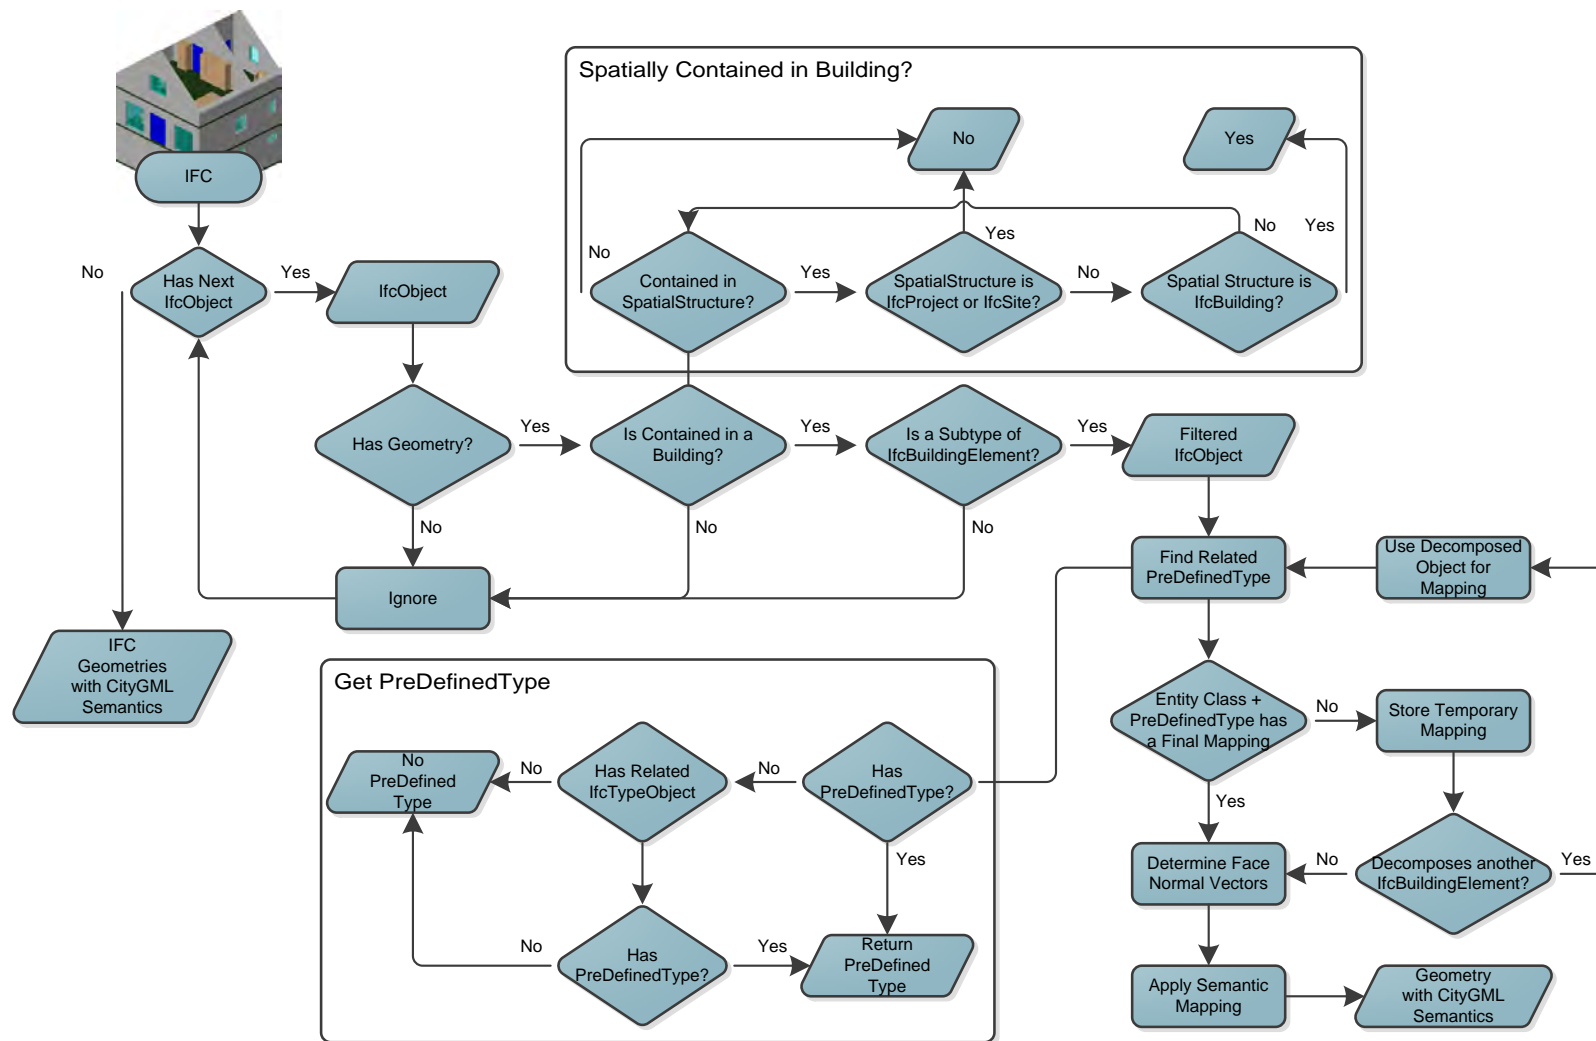 Spatially Contained in Building?
No
Yes
IFC
No
Has Next
IfcObject
Yes
IfcObject
No
Contained in
SpatialStructure?
Yes
SpatialStructure is
IfcProject or IfcSite?
Yes
No
Spatial Structure is
IfcBuilding?
No
Yes
Has Geometry?
Yes
Is Contained in a
Building?
Yes
Is a Subtype of
IfcBuildingElement?
Yes
Filtered
IfcObject
No
No
No
Ignore
Find Related
PreDefinedType
Use Decomposed
Object for
Mapping
IFC
Geometries
with CityGML
Semantics
Get PreDefinedType
No
PreDefined
Type
No
Has Related
IfcTypeObject
No
Has
PreDefinedType?
Yes
No
Has
PreDefinedType?
Yes
Return
PreDefined
Type
Entity Class +
PreDefinedType has
a Final Mapping
No
Store Temporary
Mapping
Yes
Determine Face
Normal Vectors
No
Decomposes another
IfcBuildingElement?
Yes
Apply Semantic
Mapping
Geometry
with CityGML
Semantics